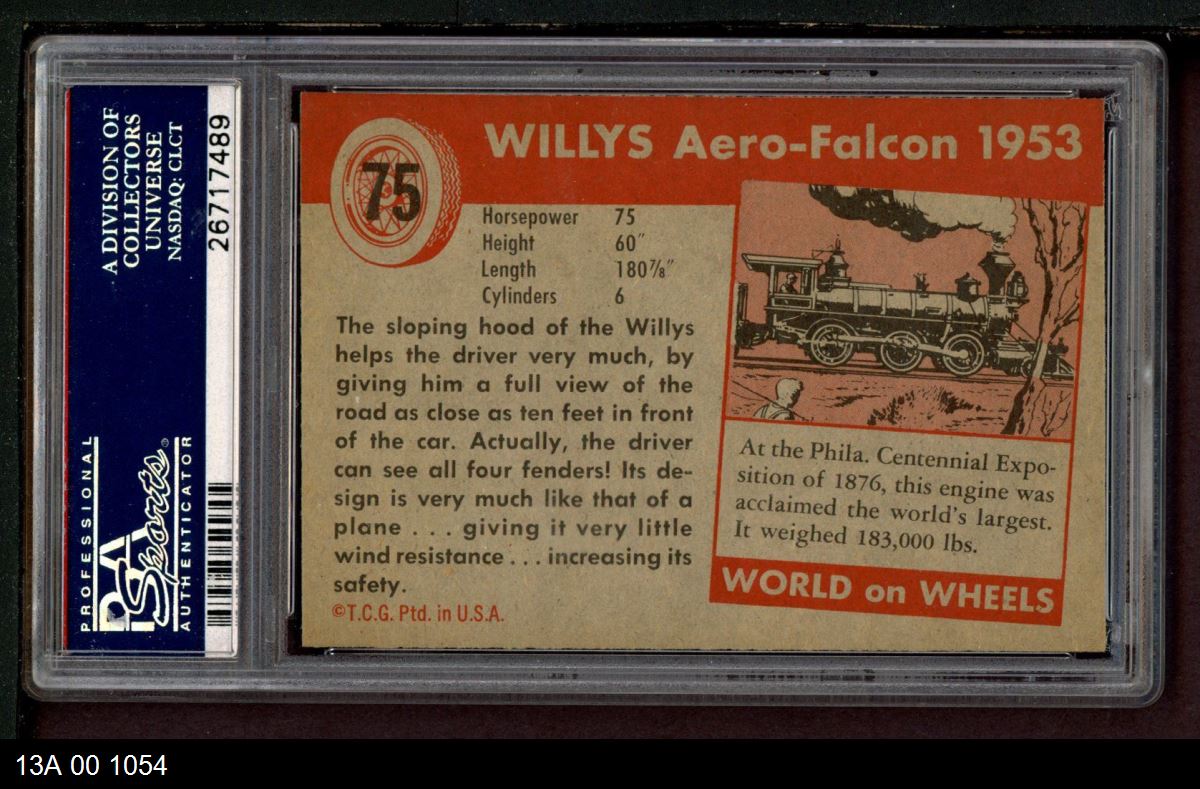 A DIVISION OF
COLLECTORS
UNIVERSE
NASDAQ: CLCT
26717489
PROFESSIONAL
PSA
Sports®
AUTHENTICATOR
75
WILLYS Aero-Falcon 1953
Horsepower 75
Height 60"
Length 180⅞"
Cylinders 6
The sloping hood of the Willys
helps the driver very much, by
giving him a full view of the
road as close as ten feet in front
of the car. Actually, the driver
can see all four fenders! Its de-
sign is very much like that of a
plane . . . giving it very little
wind resistance . . . increasing its
safety.
©T.C.G. Ptd. in U.S.A.
At the Phila. Centennial Expo-
sition of 1876, this engine was
acclaimed the world's largest.
It weighed 183,000 lbs.
WORLD on WHEELS
13A 00 1054